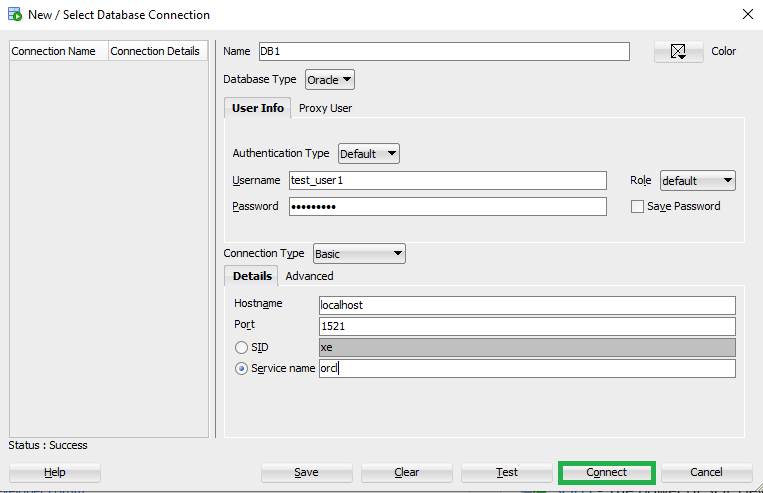 New / Select Database Connection
Connection Name Connection Details
Name DB1 Color
Database Type Oracle
User Info Proxy User
Authentication Type Default
Username test_user1 Role default
Password ••••••••• Save Password
Connection Type Basic
Details Advanced
Hostname localhost
Port 1521
SID xe
Service name orcl
Status : Success
Help Save Clear Test Connect Cancel